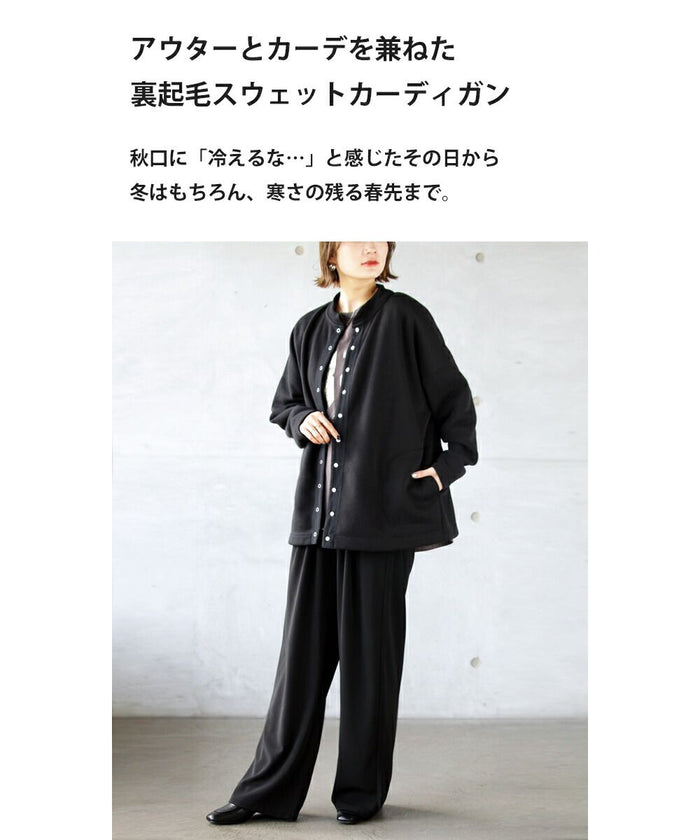 アウターとカーデを兼ねた
裏起毛スウェットカーディガン
秋口に「冷えるな…」と感じたその日から
冬はもちろん、寒さの残る春先まで。